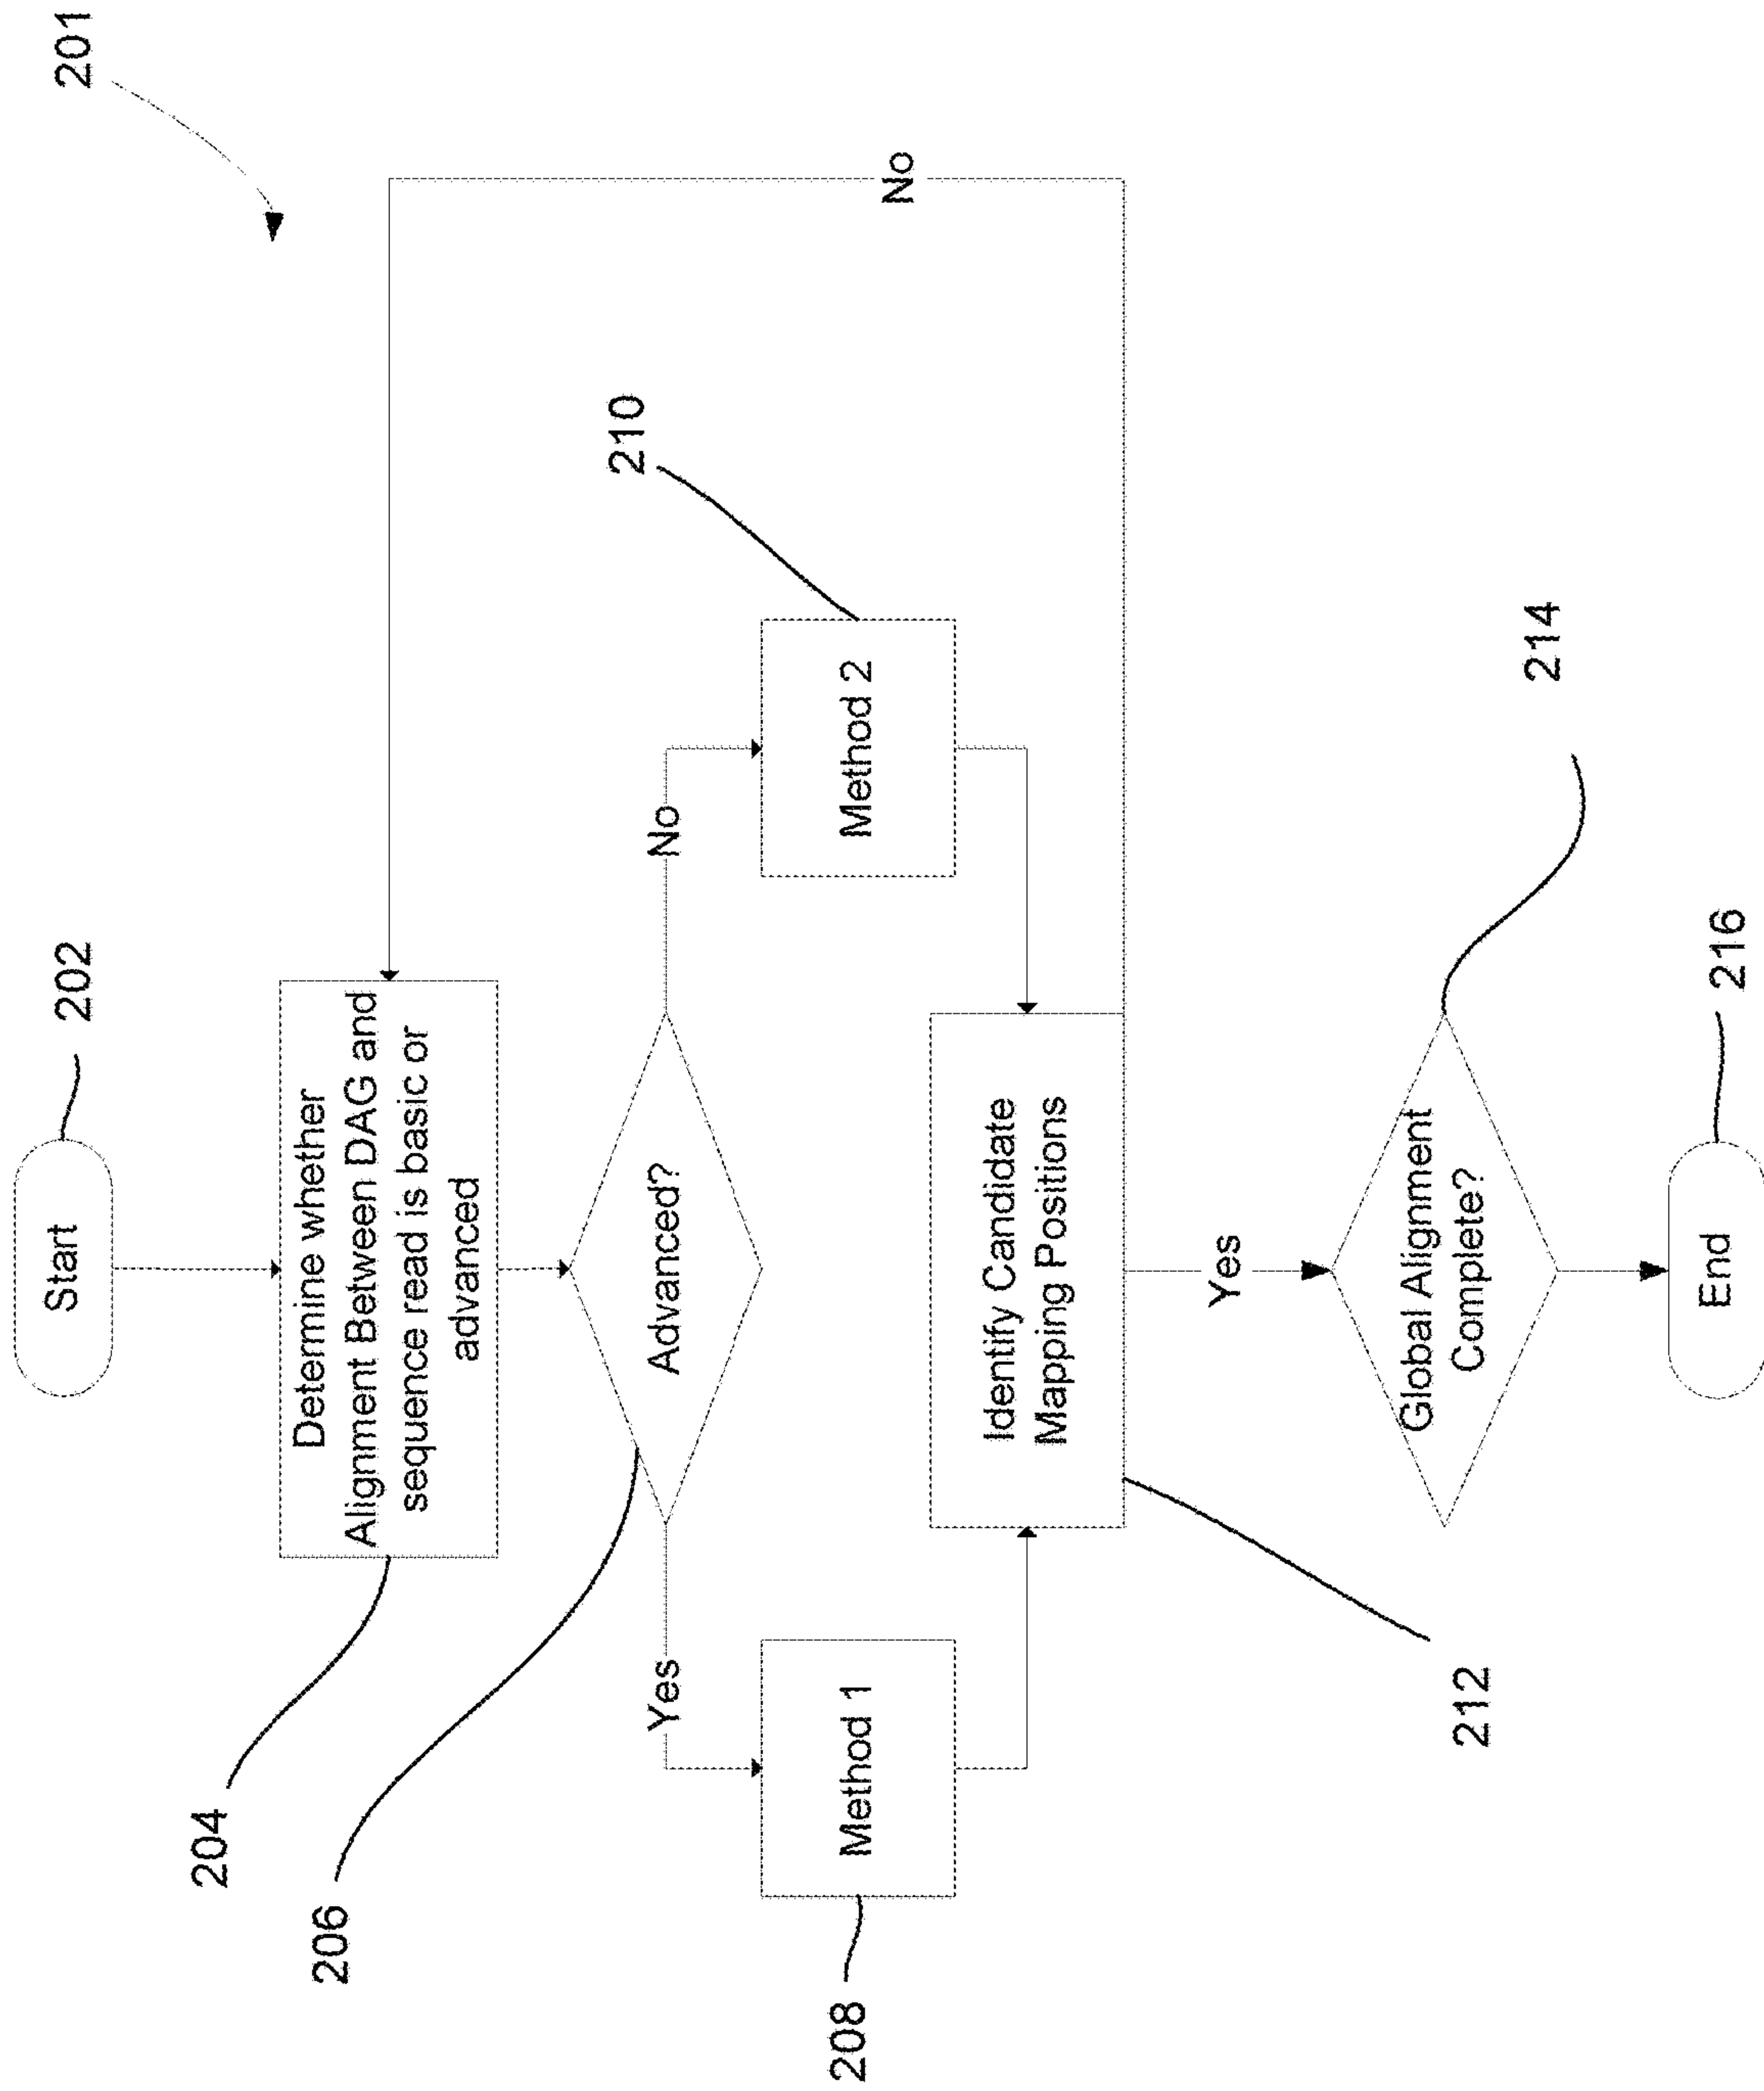 201
Start
202
Determine whether
Alignment Between DAG and
sequence read is basic or
advanced
204
Advanced?
206
Yes
No
Method 1
208
Method 2
210
Identify Candidate
Mapping Positions
212
No
Yes
Global Alignment
Complete?
214
End
216